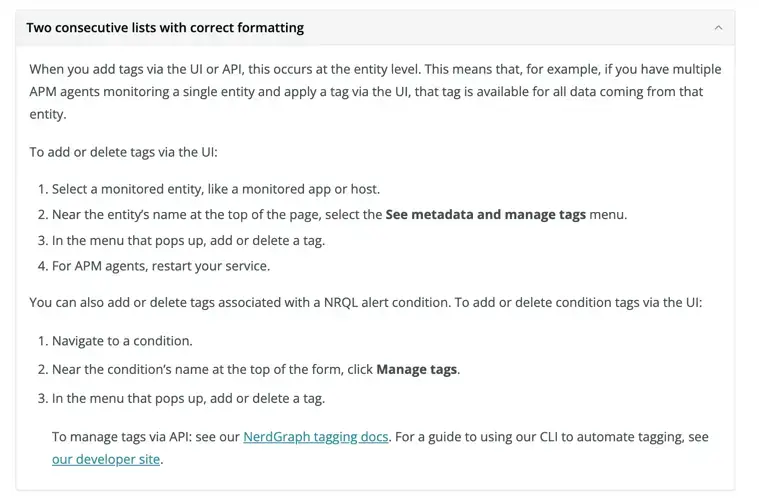 Two consecutive lists with correct formatting
When you add tags via the UI or API, this occurs at the entity level. This means that, for example, if you have multiple
APM agents monitoring a single entity and apply a tag via the UI, that tag is available for all data coming from that
entity.
To add or delete tags via the UI:
1. Select a monitored entity, like a monitored app or host.
2. Near the entity’s name at the top of the page, select the See metadata and manage tags menu.
3. In the menu that pops up, add or delete a tag.
4. For APM agents, restart your service.
You can also add or delete tags associated with a NRQL alert condition. To add or delete condition tags via the UI:
1. Navigate to a condition.
2. Near the condition’s name at the top of the form, click Manage tags.
3. In the menu that pops up, add or delete a tag.
To manage tags via API: see our NerdGraph tagging docs. For a guide to using our CLI to automate tagging, see
our developer site.